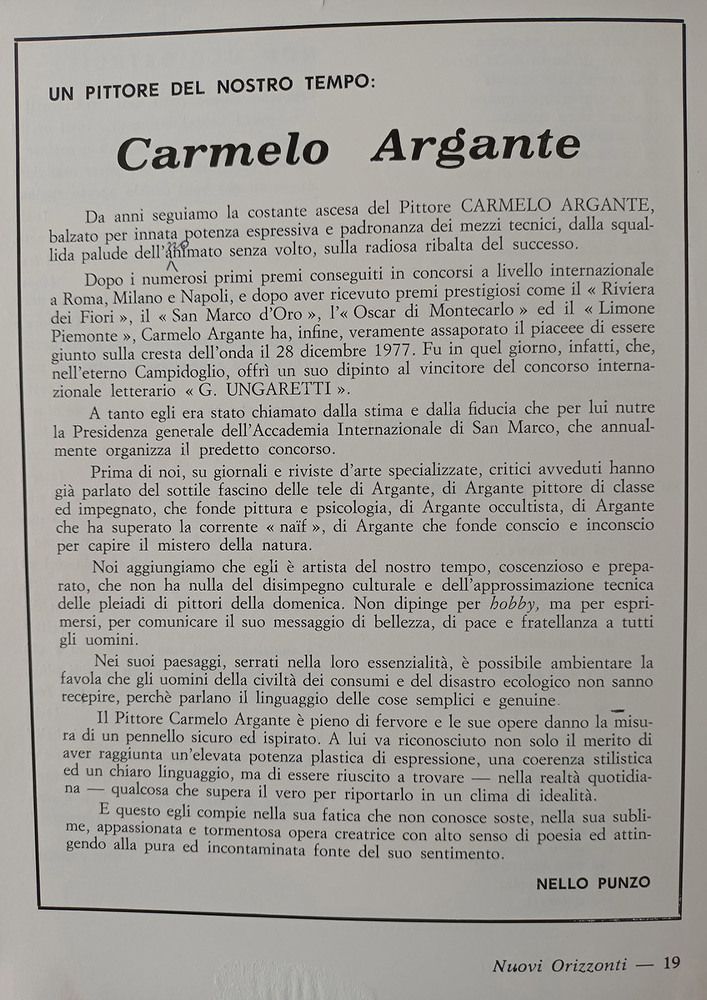 UN PITTORE DEL NOSTRO TEMPO:
Carmelo Argante
Da anni seguiamo la costante ascesa del Pittore CARMELO ARGANTE,
balzato per innata potenza espressiva e padronanza dei mezzi tecnici, dalla squal-
lida palude dell'animato senza volto, sulla radiosa ribalta del successo.
Dopo i numerosi primi premi conseguiti in concorsi a livello internazionale
a Roma, Milano e Napoli, e dopo aver ricevuto premi prestigiosi come il « Riviera
dei Fiori », il « San Marco d'Oro », l'« Oscar di Montecarlo » ed il « Limone
Piemonte », Carmelo Argante ha, infine, veramente assaporato il piaceee di essere
giunto sulla cresta dell'onda il 28 dicembre 1977. Fu in quel giorno, infatti, che,
nell'eterno Campidoglio, offrì un suo dipinto al vincitore del concorso interna-
zionale letterario « G. UNGARETTI ».
A tanto egli era stato chiamato dalla stima e dalla fiducia che per lui nutre
la Presidenza generale dell'Accademia Internazionale di San Marco, che annual-
mente organizza il predetto concorso.
Prima di noi, su giornali e riviste d'arte specializzate, critici avveduti hanno
già parlato del sottile fascino delle tele di Argante, di Argante pittore di classe
ed impegnato, che fonde pittura e psicologia, di Argante occultista, di Argante
che ha superato la corrente « naïf », di Argante che fonde conscio e inconscio
per capire il mistero della natura.
Noi aggiungiamo che egli è artista del nostro tempo, coscenzioso e prepa-
rato, che non ha nulla del disimpegno culturale e dell'approssimazione tecnica
delle pleiadi di pittori della domenica. Non dipinge per hobby, ma per espri-
mersi, per comunicare il suo messaggio di bellezza, di pace e fratellanza a tutti
gli uomini.
Nei suoi paesaggi, serrati nella loro essenzialità, è possibile ambientare la
favola che gli uomini della civiltà dei consumi e del disastro ecologico non sanno
recepire, perchè parlano il linguaggio delle cose semplici e genuine.
Il Pittore Carmelo Argante è pieno di fervore e le sue opere danno la misu-
ra di un pennello sicuro ed ispirato. A lui va riconosciuto non solo il merito di
aver raggiunta un'elevata potenza plastica di espressione, una coerenza stilistica
ed un chiaro linguaggio, ma di essere riuscito a trovare — nella realtà quotidia-
na — qualcosa che supera il vero per riportarlo in un clima di idealità.
E questo egli compie nella sua fatica che non conosce soste, nella sua subli-
me, appassionata e tormentosa opera creatrice con alto senso di poesia ed attin-
gendo alla pura ed incontaminata fonte del suo sentimento.
NELLO PUNZO
Nuovi Orizzonti — 19